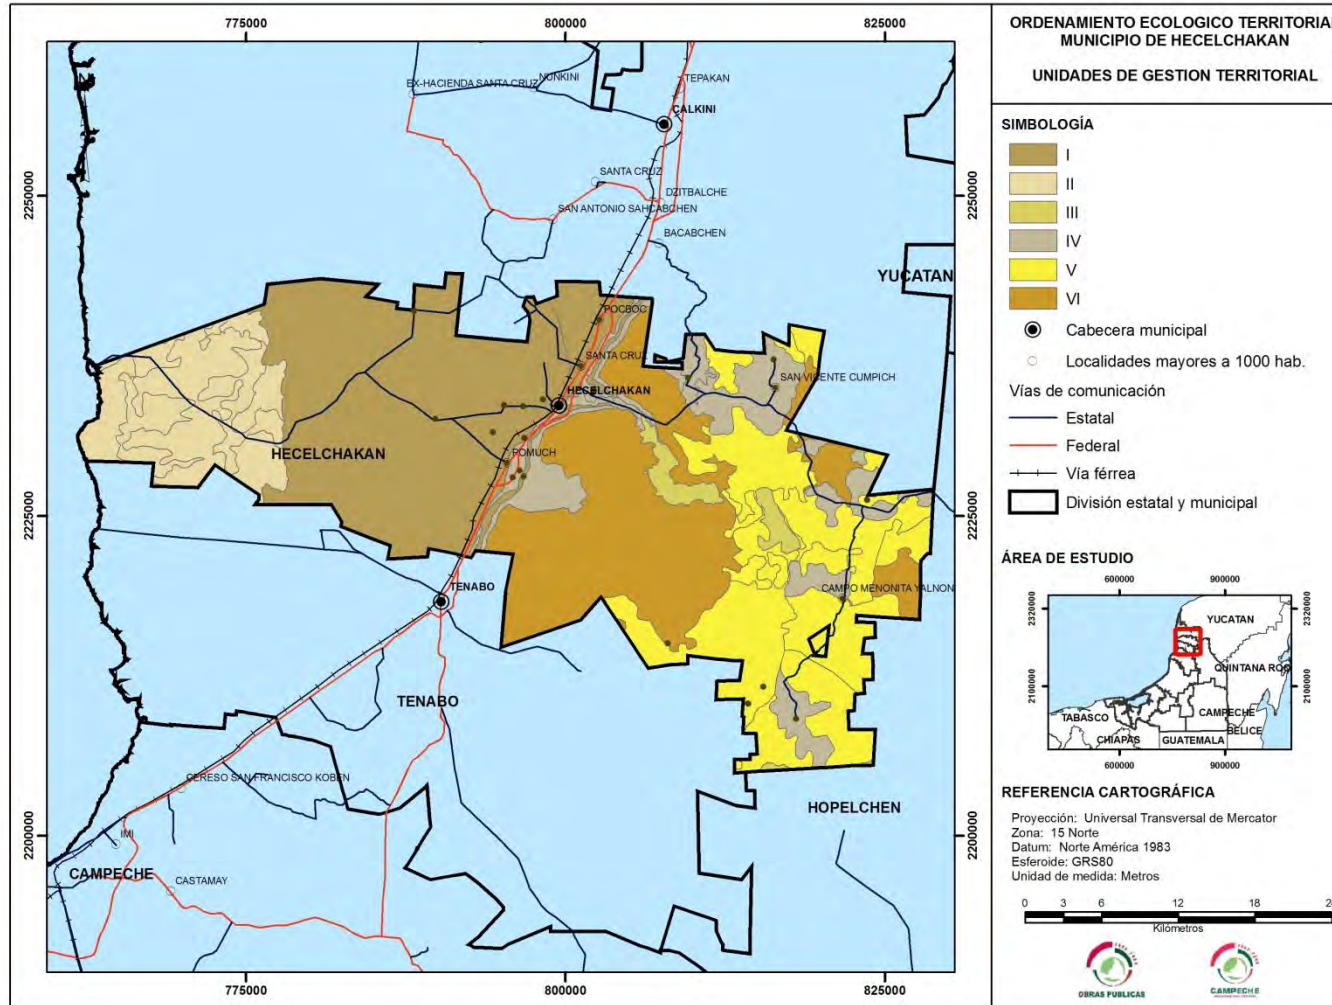 775000
800000
825000
2250000
2225000
2200000
2250000
2225000
2200000
775000
800000
825000
EX-HACIENDA SANTA CRUZ
NUNKINI
TEPAKAN
CALKINI
SANTA CRUZ
DZITBALCHE
SAN ANTONIO SAHCABCHEN
BACABCHEN
YUCATAN
POCBOC
SANTA CRUZ
SAN VICENTE CUMPICH
HECELCHAKAN
HECELCHAKAN
POMUCH
CAMPO MENONITA YALNON
TENABO
TENABO
CERESO SAN FRANCISCO KOBEN
HOPELCHEN
IMI
CAMPECHE
CASTAMAY
ORDENAMIENTO ECOLOGICO TERRITORIA
MUNICIPIO DE HECELCHAKAN
UNIDADES DE GESTION TERRITORIAL
SIMBOLOGÍA
I
II
III
IV
V
VI
Cabecera municipal
Localidades mayores a 1000 hab.
Vías de comunicación
Estatal
Federal
Vía férrea
División estatal y municipal
ÁREA DE ESTUDIO
600000
900000
2320000
2320000
YUCATAN
QUINTANA ROO
2110000
2110000
TABASCO
CAMPECHE
CHIAPAS
GUATEMALA
BELICE
600000
900000
REFERENCIA CARTOGRÁFICA
Proyección: Universal Transversal de Mercator
Zona: 15 Norte
Datum: Norte América 1983
Esferoide: GRS80
Unidad de medida: Metros
0 3 6 12 18
Kilómetros
OBRAS PUBLICAS
CAMPECHE